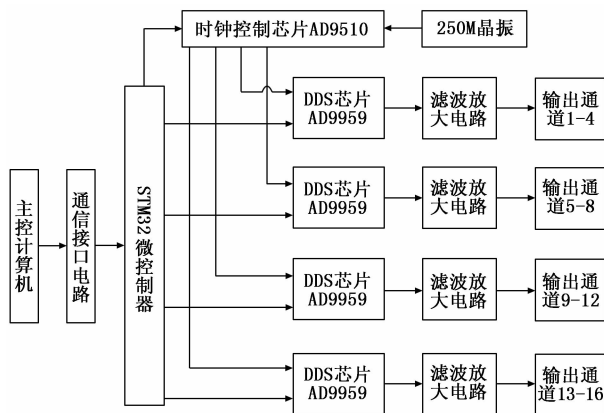 时钟控制芯片AD9510
250M晶振
DDS芯片
AD9959
滤波放
大电路
输出通
道1-4
DDS芯片
AD9959
滤波放
大电路
输出通
道5-8
主控计算机
通信接口电路
STM32微控制器
DDS芯片
AD9959
滤波放
大电路
输出通
道9-12
DDS芯片
AD9959
滤波放
大电路
输出通
道13-16